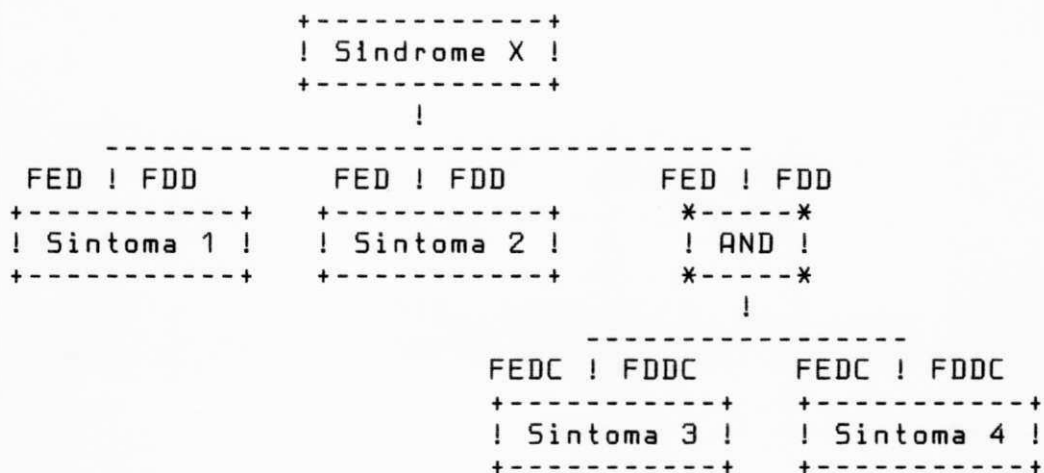 +-------------+
! Sindrome X !
+-------------+
!
-----------------------------------
FED ! FDD FED ! FDD FED ! FDD
+-----------+ +-----------+ *-----*
! Sintoma 1 ! ! Sintoma 2 ! ! AND !
+-----------+ +-----------+ *-----*
!
------------------
FEDC ! FDDC FEDC ! FDDC
+-----------+ +-----------+
! Sintoma 3 ! ! Sintoma 4 !
+-----------+ +-----------+